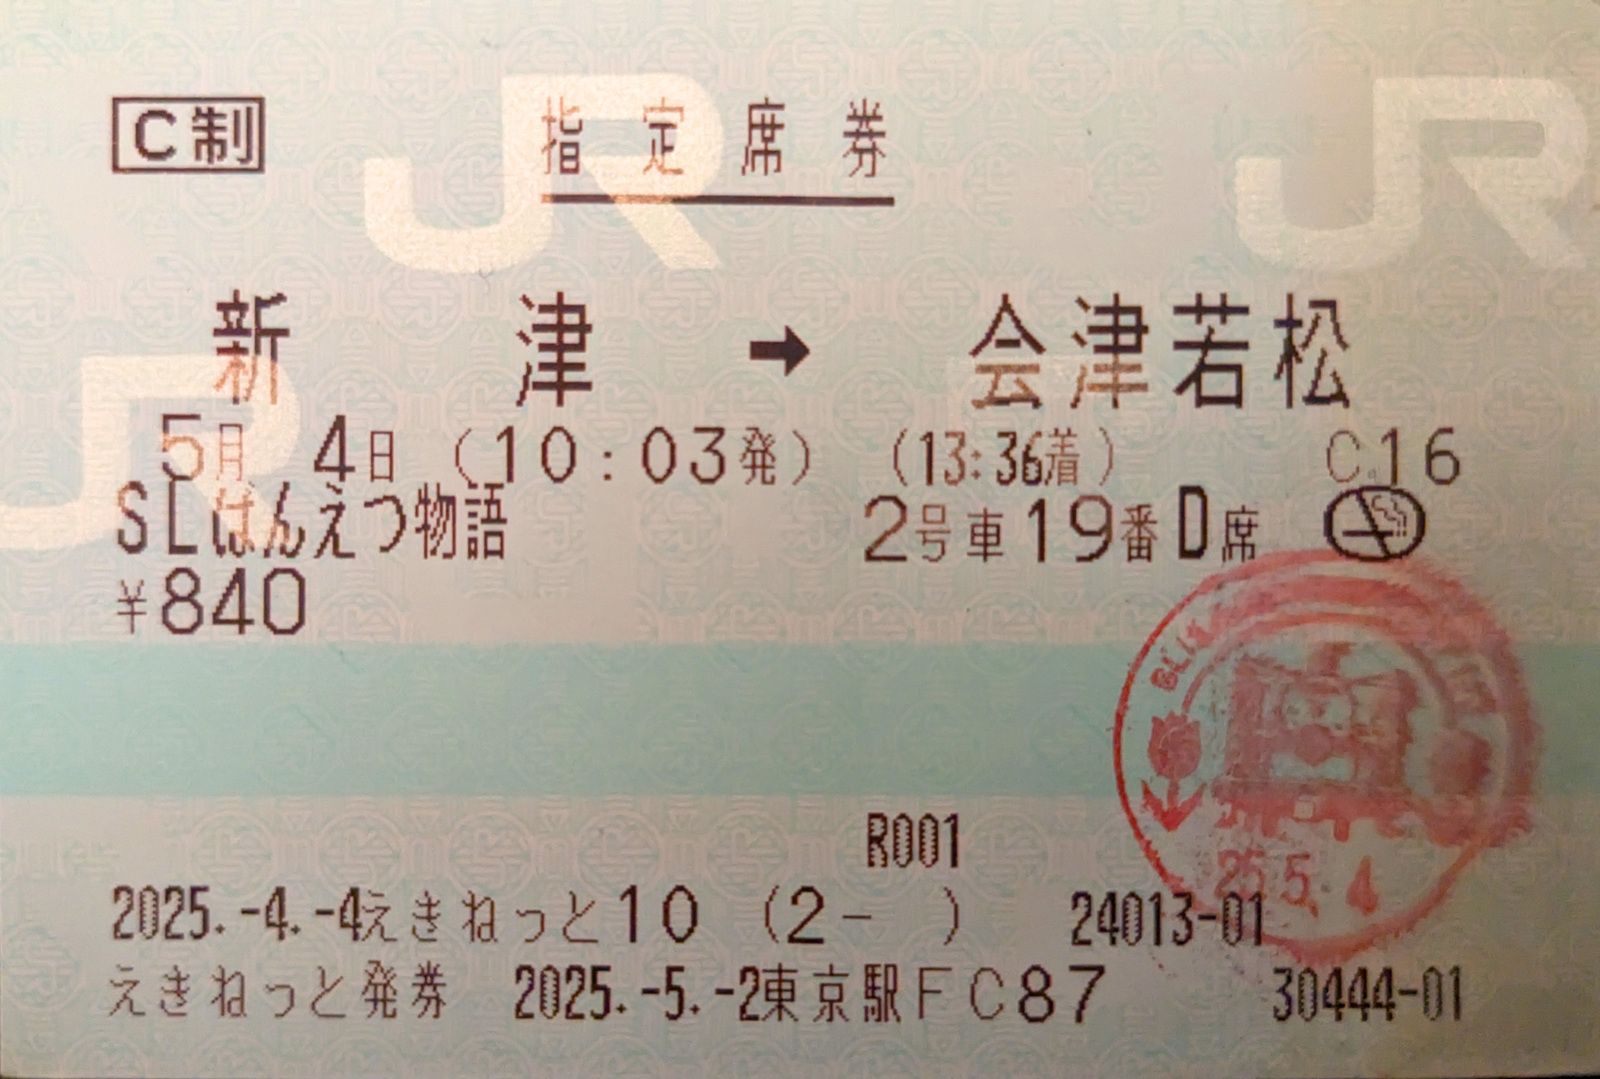 C制 指定席券
新津 → 会津若松
5月 4日 (10:03発) (13:36着) C.16
SLばんえつ物語 2号車19番D席
¥840
R001
2025.-4.-4えきねっと10 (2- ) 24013-01
えきねっと発券 2025.-5.-2東京駅FC87 30444-01
JR
JR
JR
25.5.4